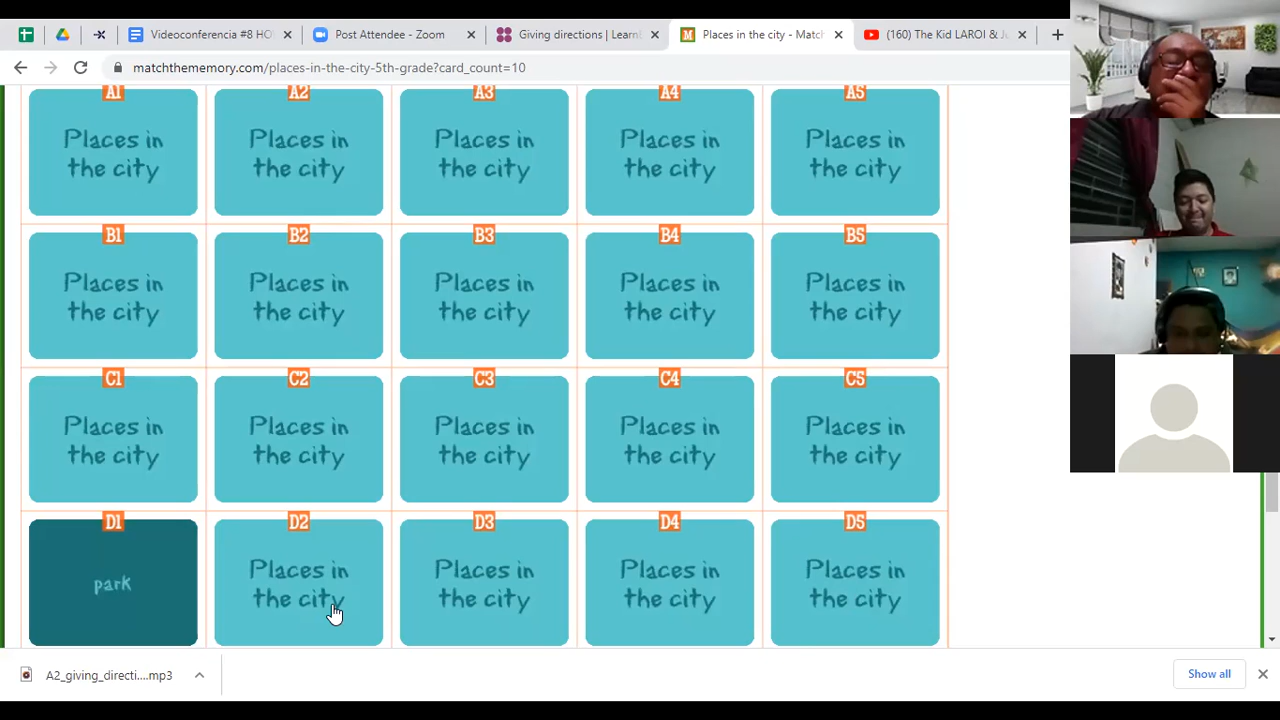 Videoconferencia #8 HO
Post Attendee - Zoom
Giving directions | Learn
Places in the city - Match
(160) The Kid LAROI & Ju
matchthememory.com/places-in-the-city-5th-grade?card_count=10
A1 A2 A3 A4 A5
Places in Places in Places in Places in Places in
the city the city the city the city the city
B1 B2 B3 B4 B5
Places in Places in Places in Places in Places in
the city the city the city the city the city
C1 C2 C3 C4 C5
Places in Places in Places in Places in Places in
the city the city the city the city the city
D1 D2 D3 D4 D5
park Places in Places in Places in Places in
the city the city the city the city
A2_giving_directi....mp3
Show all